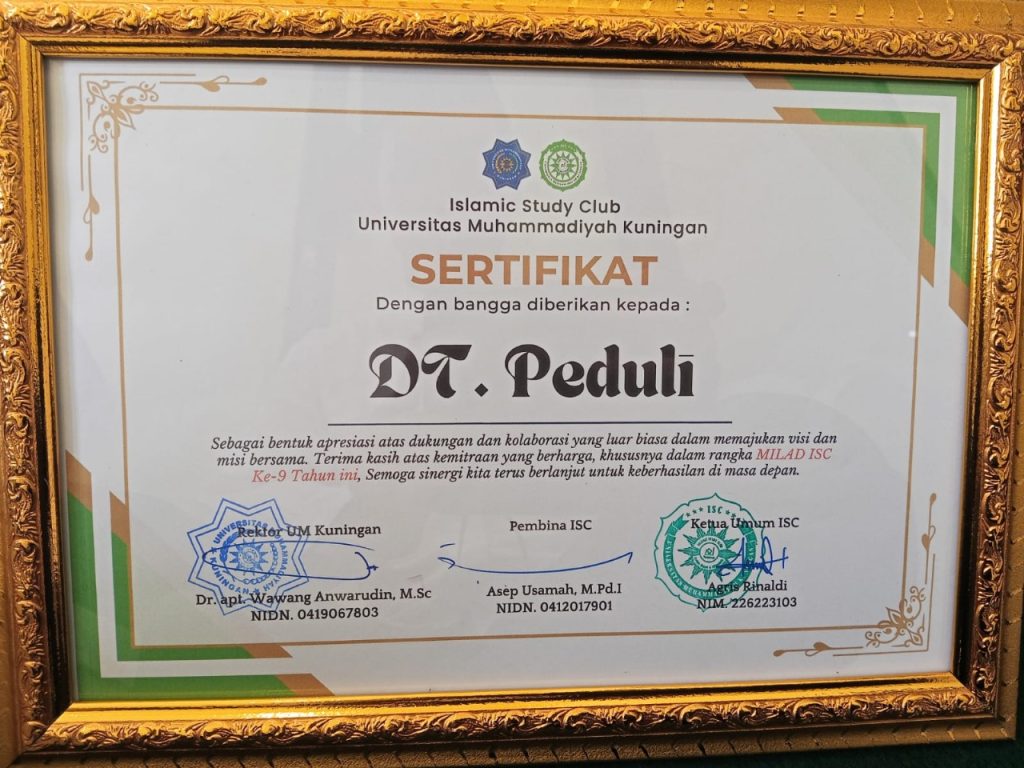 Islamic Study Club
Universitas Muhammadiyah Kuningan
SERTIFIKAT
Dengan bangga diberikan kepada :
DT. Peduli
Sebagai bentuk apresiasi atas dukungan dan kolaborasi yang luar biasa dalam memajukan visi dan
misi bersama. Terima kasih atas kemitraan yang berharga, khususnya dalam rangka MILAD ISC
Ke-9 Tahun ini, Semoga sinergi kita terus berlanjut untuk keberhasilan di masa depan.
Rektor UM Kuningan
Dr. apt. Wawang Anwarudin, M.Sc
NIDN. 0419067803
UNIVERSITAS MUHAMMADIYAH
KUNINGAN
Pembina ISC
Asep Usamah, M.Pd.I
NIDN. 0412017901
Ketua Umum ISC
Agris Rinaldi
NIM. 226223103
ISC